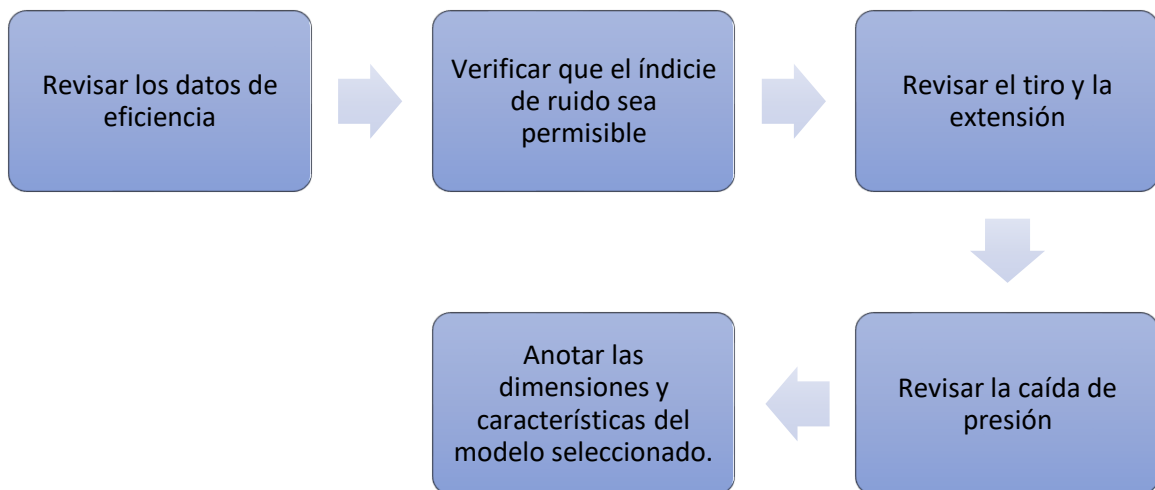 Revisar los datos de
eficiencia
Verificar que el índicie
de ruido sea
permisible
Revisar el tiro y la
extensión
Revisar la caída de
presión
Anotar las
dimensiones y
característícas del
modelo seleccionado.